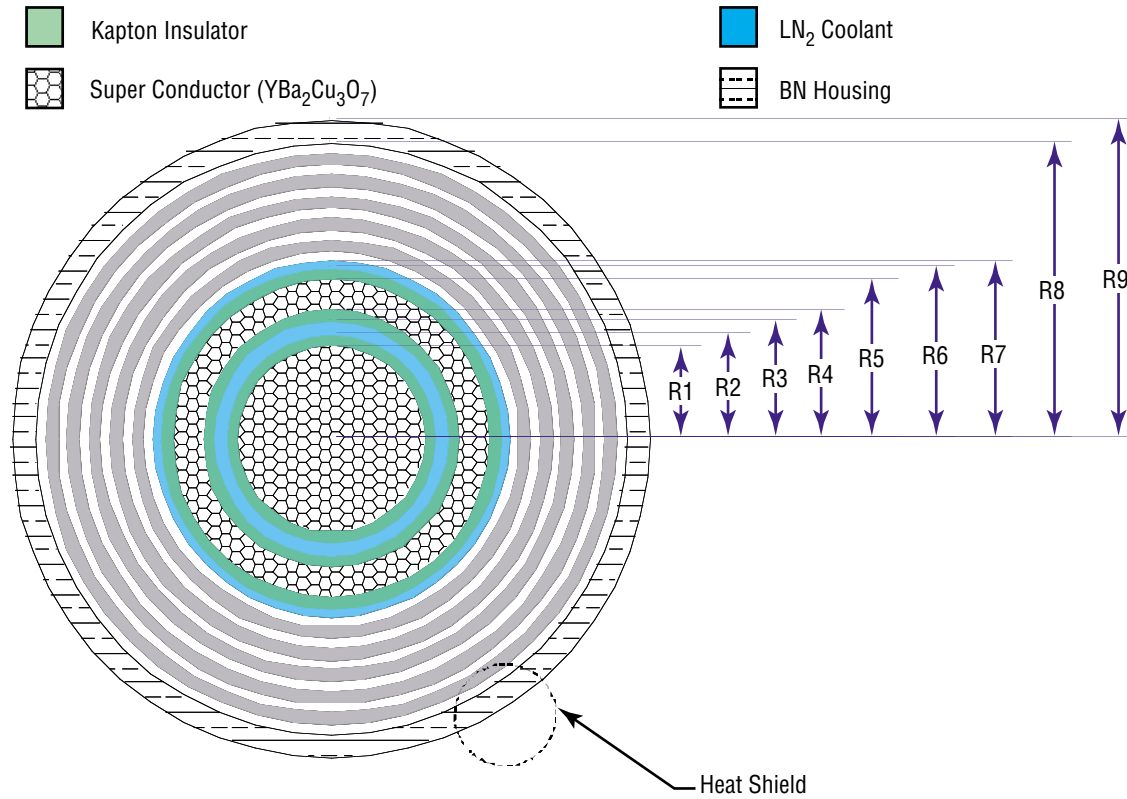 Kapton Insulator
LN₂ Coolant
Super Conductor (YBa₂Cu₃O₇)
BN Housing
R1
R2
R3
R4
R5
R6
R7
R8
R9
Heat Shield